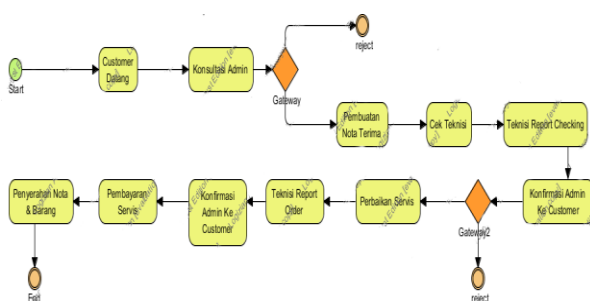 reject
Start
Customer
Datang
Konsultasi Admin
Gateway
Pembuatan
Nota Terima
Cek Teknisi
Teknisi Report Checking
Penyerahan Nota
& Barang
Pembayaran
Servis
Konfirmasi
Admin Ke
Customer
Teknisi Report
Order
Perbaikan Servis
Gateway2
Konfirmasi Admin
Ke Customer
End
reject